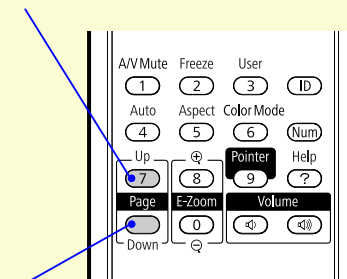 A/V Mute Freeze User
1 2 3 ID
Auto Aspect Color Mode
4 5 6 Num
Up Pointer Help
7 8 9 ?
Page E-Zoom Volume
0
Down